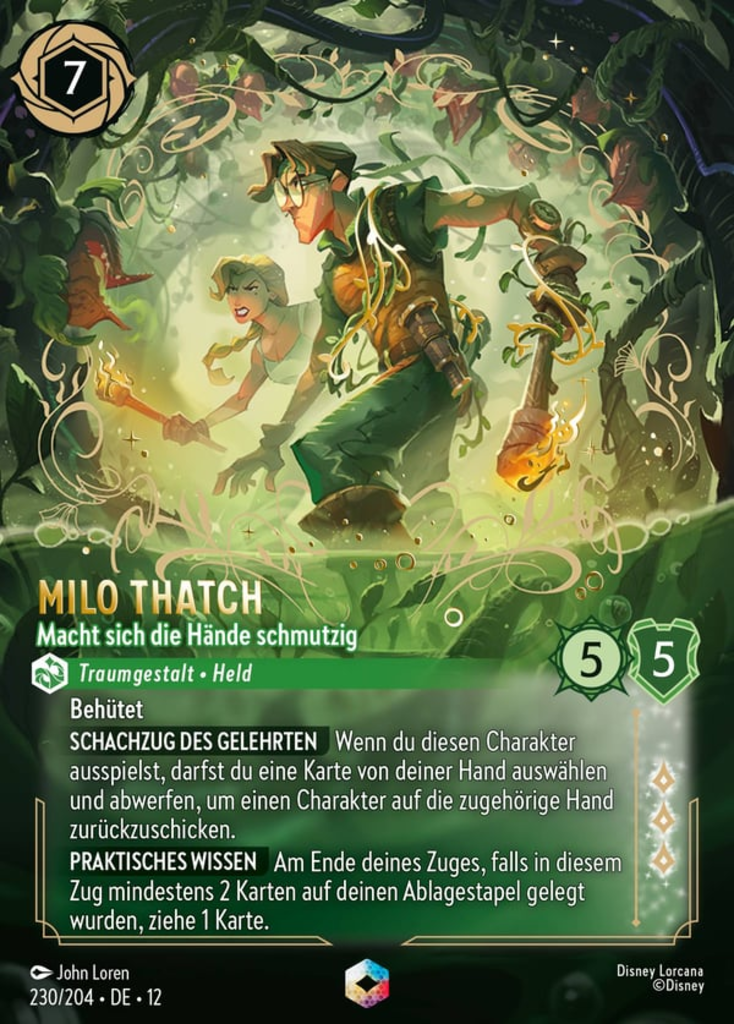 7
MILO THATCH
Macht sich die Hände schmutzig
Traumgestalt • Held
5
5
Behütet
SCHACHZUG DES GELEHRTEN Wenn du diesen Charakter
ausspielst, darfst du eine Karte von deiner Hand auswählen
und abwerfen, um einen Charakter auf die zugehörige Hand
zurückzuschicken.
PRAKTISCHES WISSEN Am Ende deines Zuges, falls in diesem
Zug mindestens 2 Karten auf deinen Ablagestapel gelegt
wurden, ziehe 1 Karte.
John Loren
230/204 • DE • 12
Disney Lorcana
©Disney